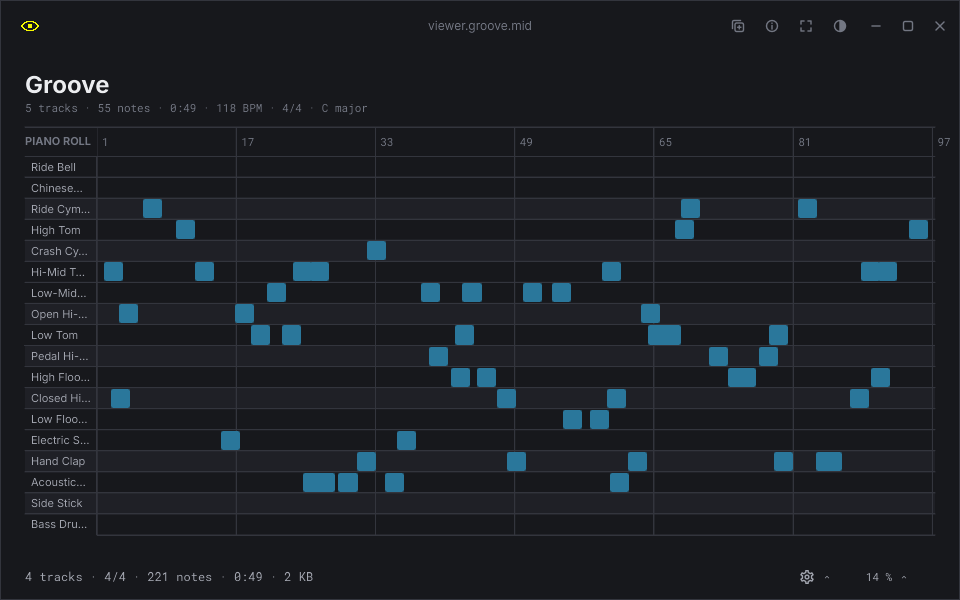 viewer.groove.mid
Groove
5 tracks · 55 notes · 0:49 · 118 BPM · 4/4 · C major
PIANO ROLL 1 17 33 49 65 81 97
Ride Bell
Chinese...
Ride Cym...
High Tom
Crash Cy...
Hi-Mid T...
Low-Mid...
Open Hi-...
Low Tom
Pedal Hi-...
High Floo...
Closed Hi...
Low Floo...
Electric S...
Hand Clap
Acoustic...
Side Stick
Bass Dru...
4 tracks · 4/4 · 221 notes · 0:49 · 2 KB 14 %